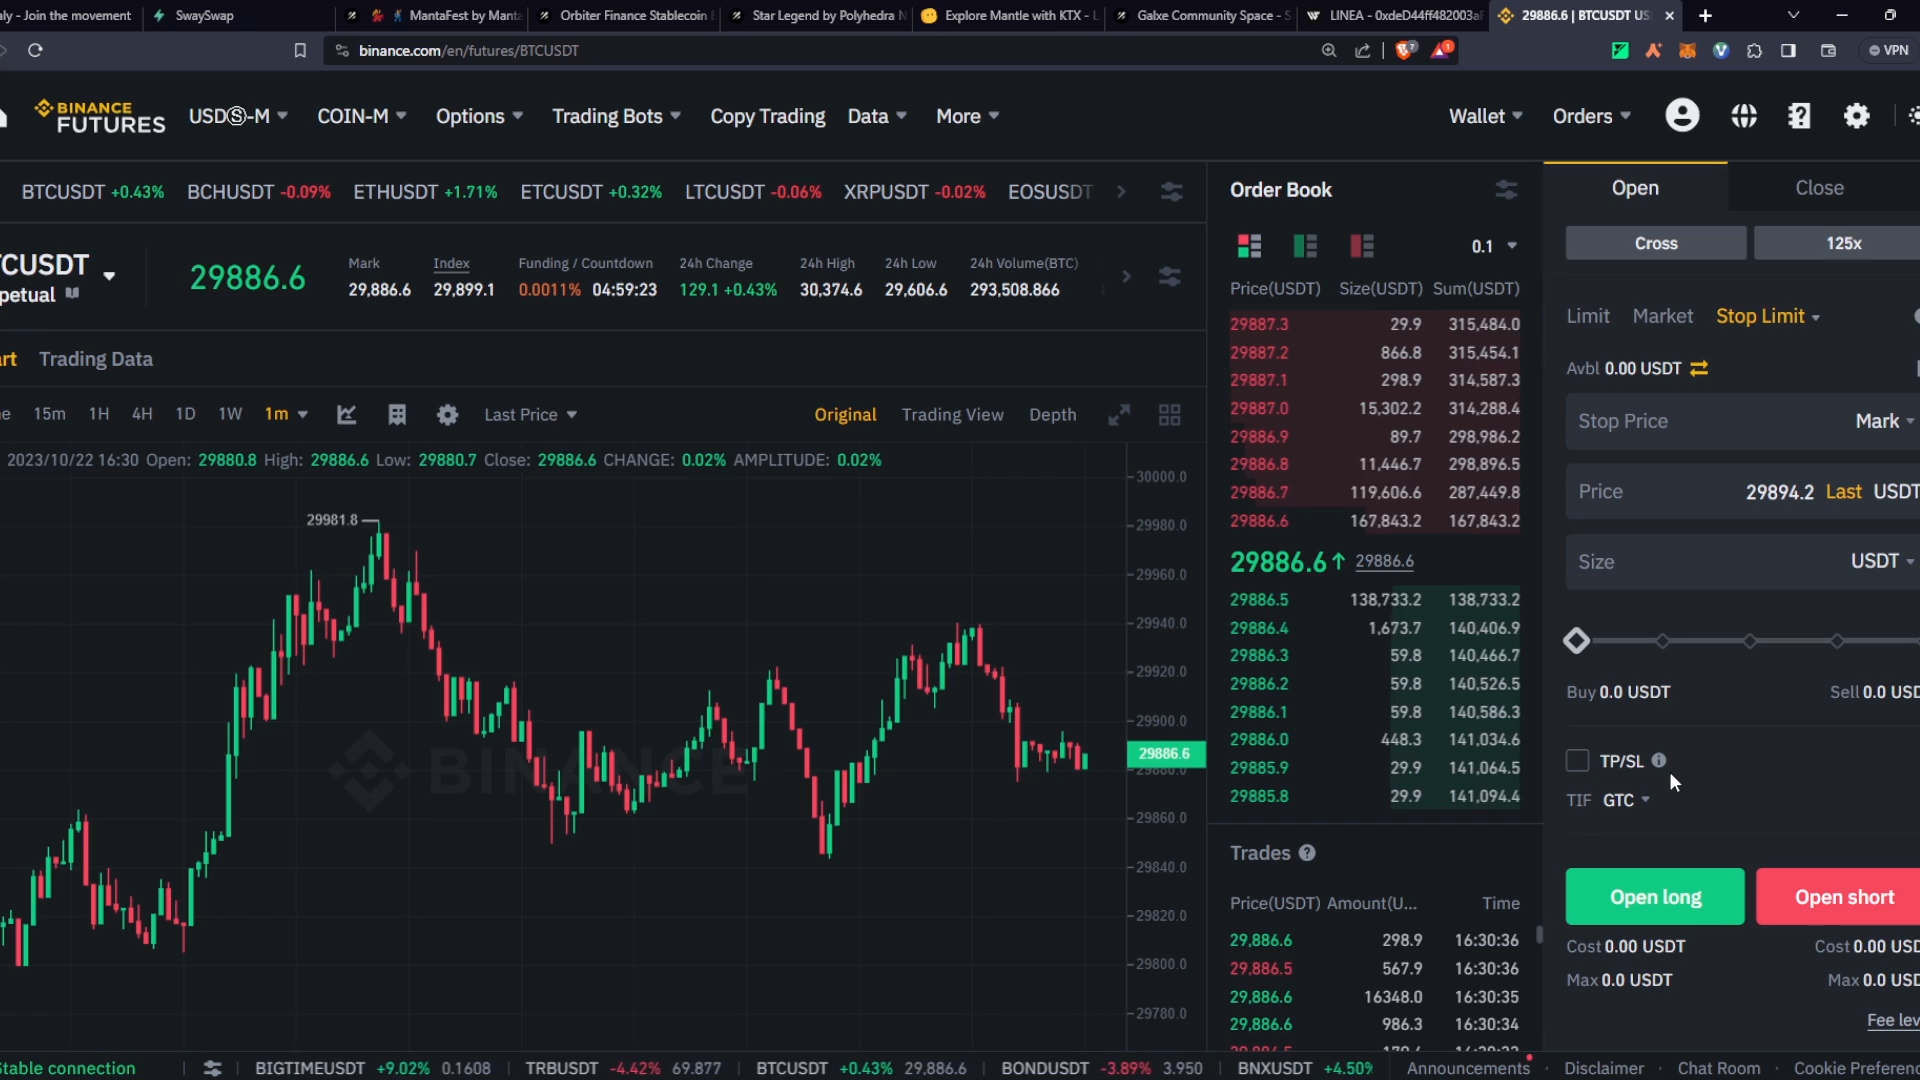 aly - Join the movement
SwaySwap
MantaFest by Manta
Orbiter Finance Stablecoin
Star Legend by Polyhedra N
Explore Mantle with KTX - L
Galxe Community Space - S
LINEA - 0xdeD44ff482003af
29886.6 | BTCUSDT US
binance.com/en/futures/BTCUSDT
7
1
VPN
BINANCE
FUTURES
USDⓈ-M
COIN-M
Options
Trading Bots
Copy Trading
Data
More
Wallet
Orders
BTCUSDT +0.43%
BCHUSDT -0.09%
ETHUSDT +1.71%
ETCUSDT +0.32%
LTCUSDT -0.06%
XRPUSDT -0.02%
EOSUSDT
TCUSDT
petual
29886.6
Mark
29,886.6
Index
29,899.1
Funding / Countdown
0.0011% 04:59:23
24h Change
129.1 +0.43%
24h High
30,374.6
24h Low
29,606.6
24h Volume(BTC)
293,508.866
art
Trading Data
ne 15m 1H 4H 1D 1W 1m
Last Price
Original
Trading View
Depth
2023/10/22 16:30 Open: 29880.8 High: 29886.6 Low: 29880.7 Close: 29886.6 CHANGE: 0.02% AMPLITUDE: 0.02%
29981.8
BINANCE
30000.0
29980.0
29960.0
29940.0
29920.0
29900.0
29886.6
29880.0
29860.0
29840.0
29820.0
29800.0
29780.0
Order Book
0.1
Price(USDT) Size(USDT) Sum(USDT)
29887.3 29.9 315,484.0
29887.2 866.8 315,454.1
29887.1 298.9 314,587.3
29887.0 15,302.2 314,288.4
29886.9 89.7 298,986.2
29886.8 11,446.7 298,896.5
29886.7 119,606.6 287,449.8
29886.6 167,843.2 167,843.2
29886.6↑ 29886.6
29886.5 138,733.2 138,733.2
29886.4 1,673.7 140,406.9
29886.3 59.8 140,466.7
29886.2 59.8 140,526.5
29886.1 59.8 140,586.3
29886.0 448.3 141,034.6
29885.9 29.9 141,064.5
29885.8 29.9 141,094.4
Trades
Price(USDT) Amount(U... Time
29,886.6 298.9 16:30:36
29,886.5 567.9 16:30:36
29,886.6 16348.0 16:30:35
29,886.6 986.3 16:30:34
Open
Close
Cross
125x
Limit
Market
Stop Limit
Avbl 0.00 USDT
Stop Price
Mark
Price
29894.2 Last USDT
Size
USDT
Buy 0.0 USDT
Sell 0.0 USD
TP/SL
TIF GTC
Open long
Open short
Cost 0.00 USDT
Cost 0.00 USD
Max 0.0 USDT
Max 0.0 USD
Fee lev
Stable connection
BIGTIMEUSDT +9.02% 0.1608
TRBUSDT -4.42% 69.877
BTCUSDT +0.43% 29,886.6
BONDUSDT -3.89% 3.950
BNXUSDT +4.50%
Announcements
Disclaimer
Chat Room
Cookie Preferenc